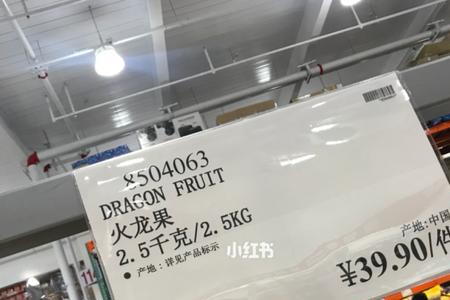 8504063
DRAGON FRUIT
火龙果
2.5千克/2.5KG
产地:详见产品标示
小红书
产地:中国
¥39.90/件